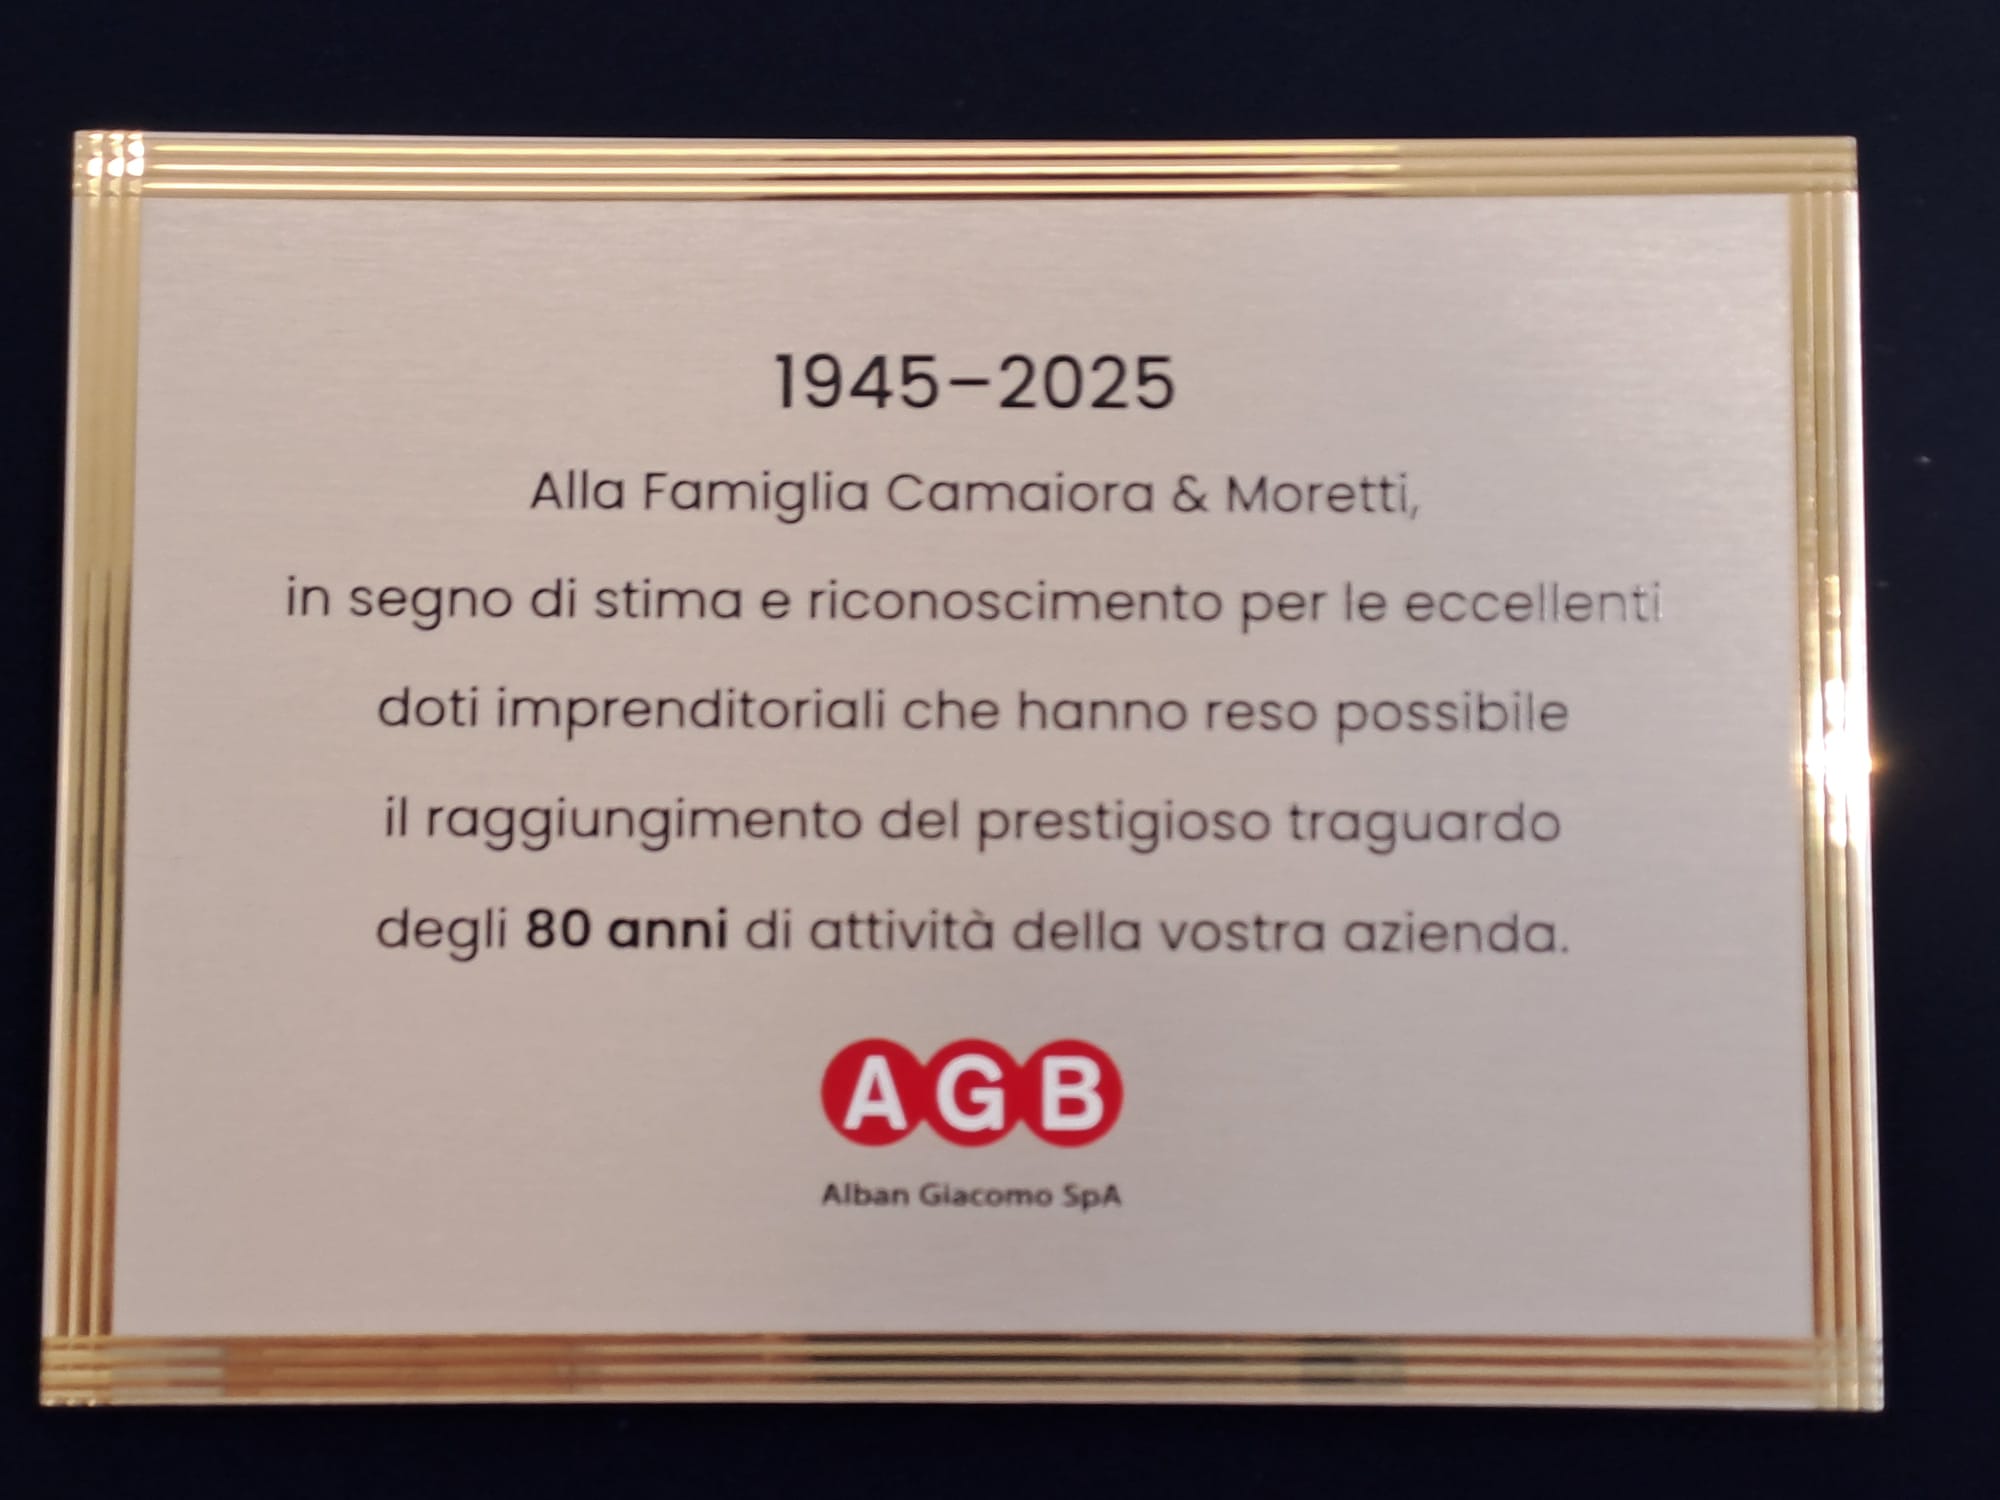 1945–2025
Alla Famiglia Camaiora & Moretti,
in segno di stima e riconoscimento per le eccellenti
doti imprenditoriali che hanno reso possibile
il raggiungimento del prestigioso traguardo
degli 80 anni di attività della vostra azienda.
AGB
Alban Giacomo SpA